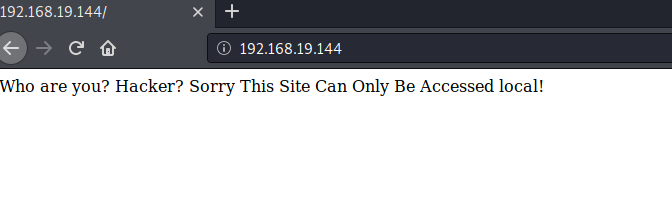 192.168.19.144/
192.168.19.144
Who are you? Hacker? Sorry This Site Can Only Be Accessed local!